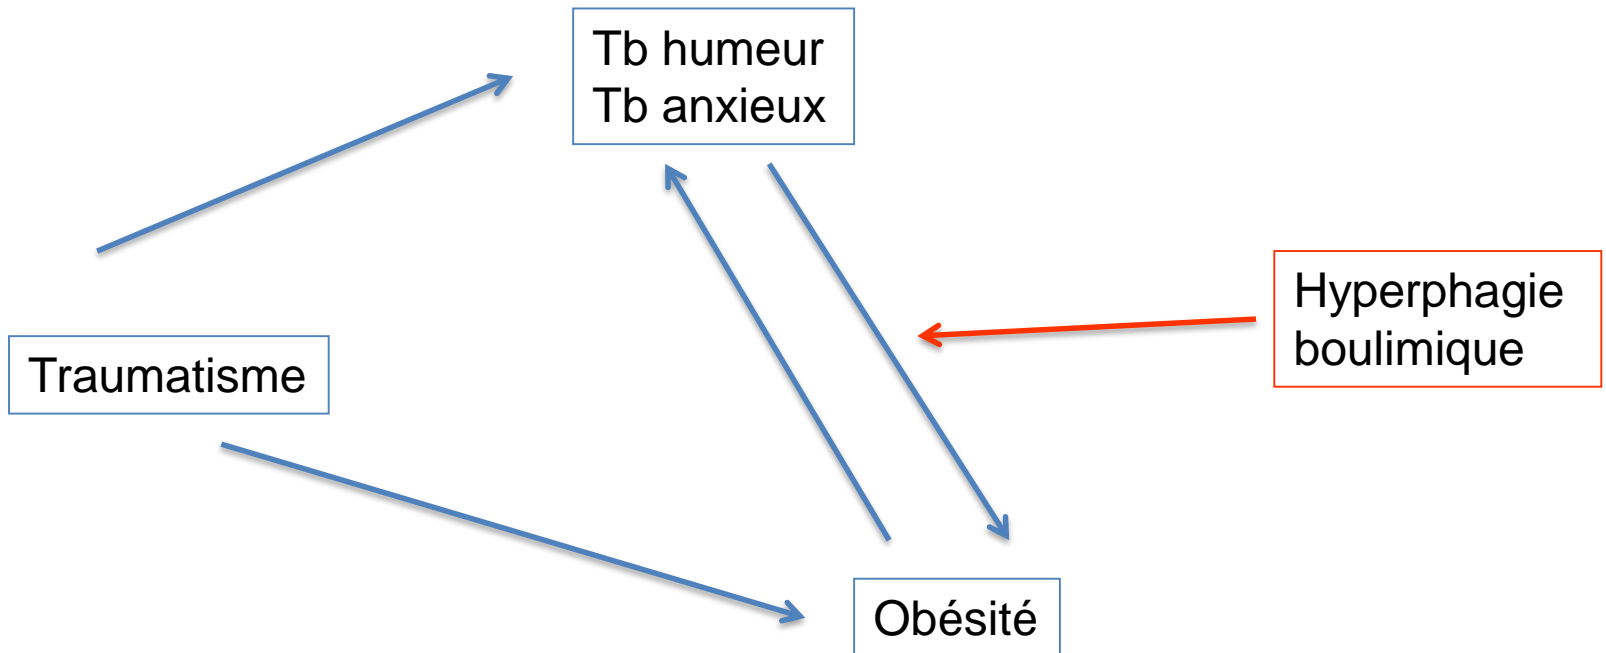 Tb humeur
Tb anxieux
Hyperphagie
boulimique
Traumatisme
Obésité